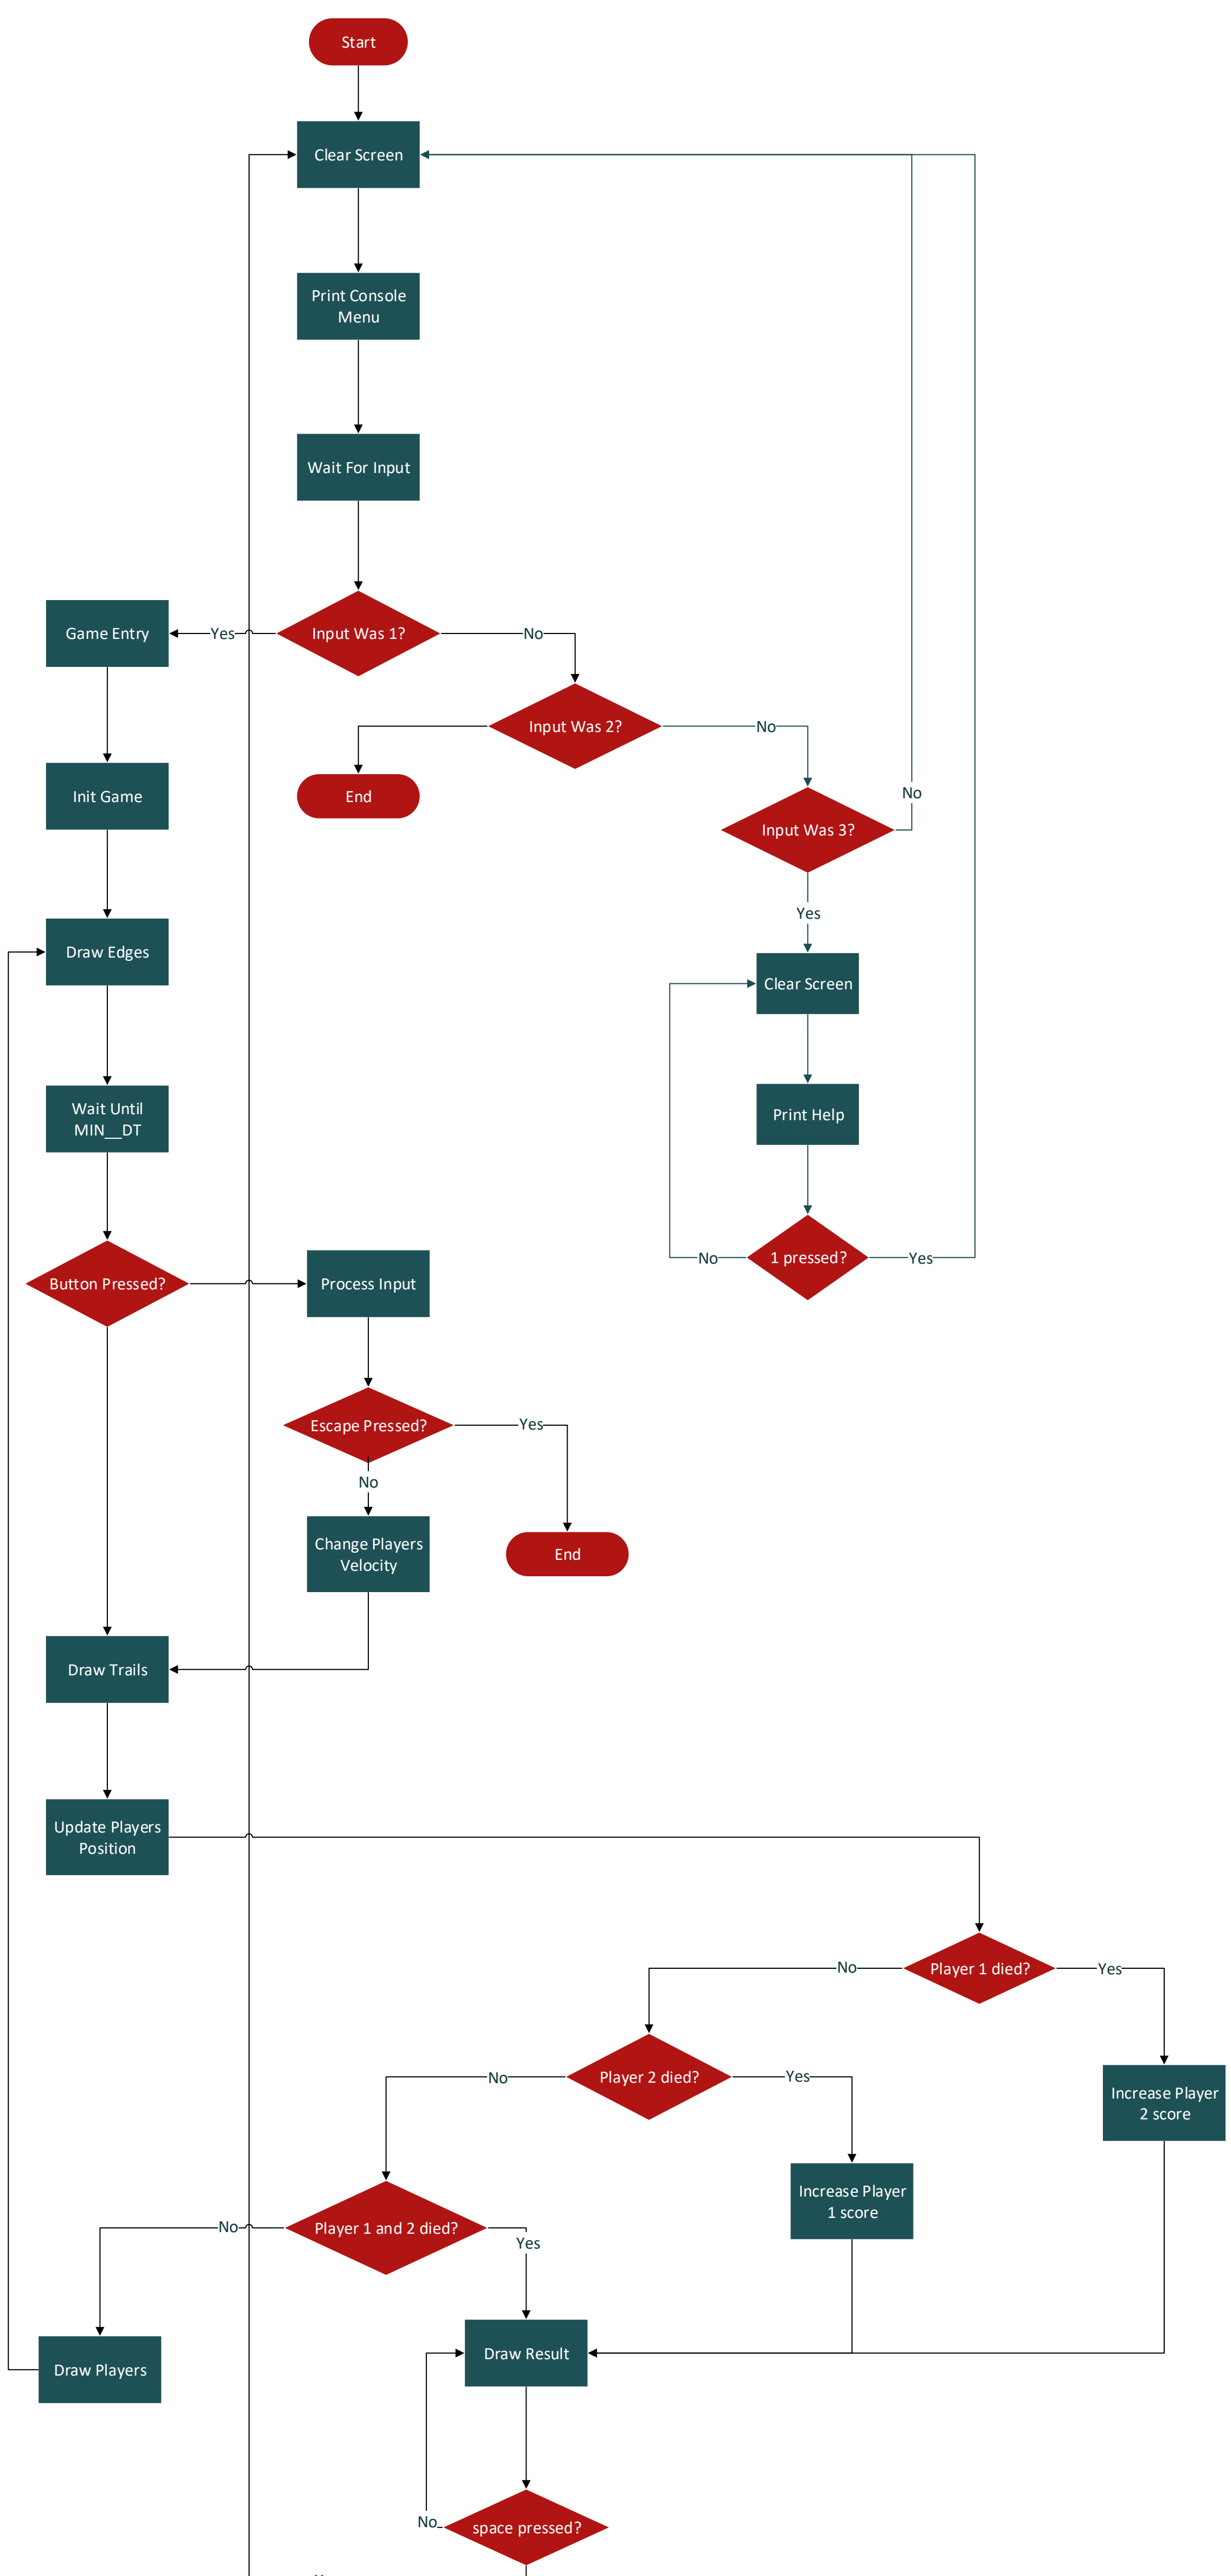 Start
Clear Screen
Print Console
Menu
Wait For Input
Game Entry
Yes
Input Was 1?
No
Input Was 2?
No
Init Game
End
No
Input Was 3?
Yes
Draw Edges
Clear Screen
Wait Until
MIN__DT
Print Help
No
1 pressed?
Yes
Button Pressed?
Process Input
Escape Pressed?
Yes
No
Change Players
Velocity
End
Draw Trails
Update Players
Position
No
Player 1 died?
Yes
No
Player 2 died?
Yes
Increase Player
2 score
Increase Player
1 score
No
Player 1 and 2 died?
Yes
Draw Result
Draw Players
No
space pressed?